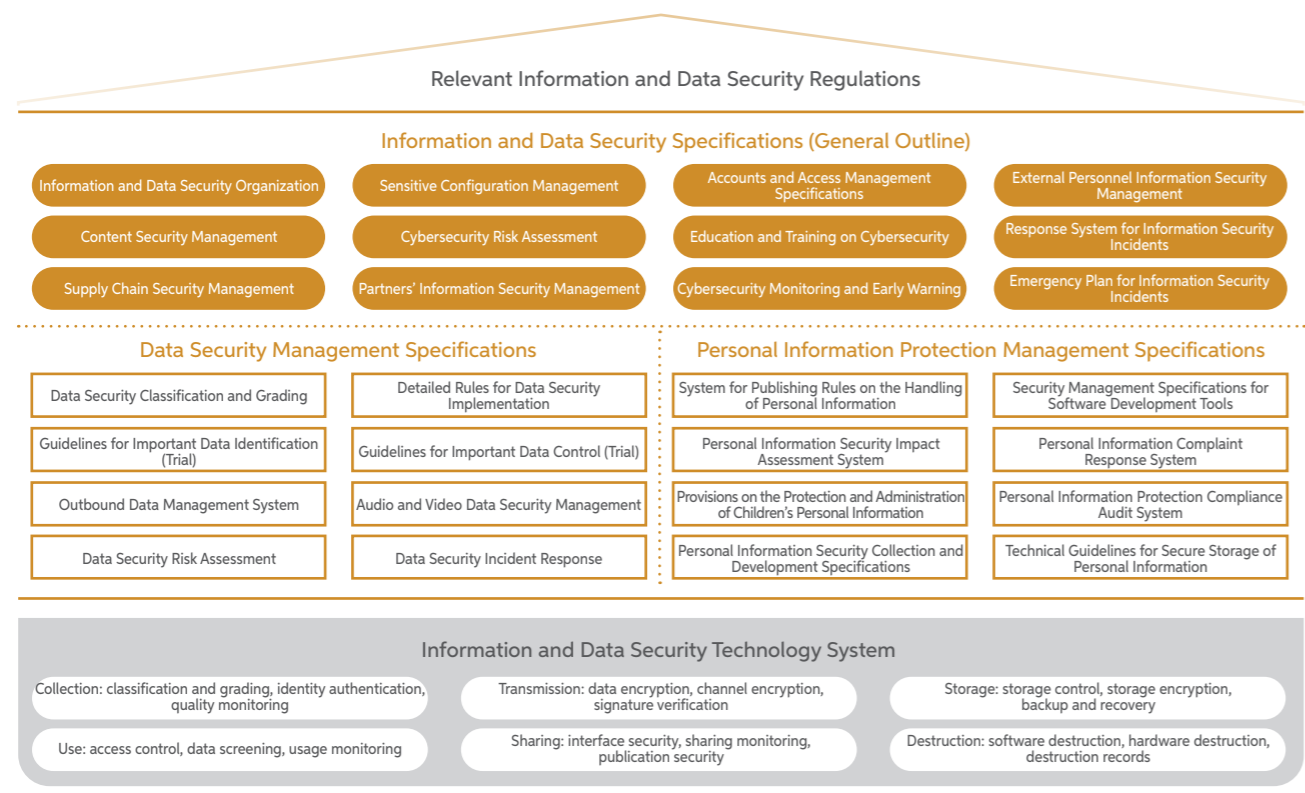 Relevant Information and Data Security Regulations
Information and Data Security Specifications (General Outline)
Information and Data Security Organization
Sensitive Configuration Management
Accounts and Access Management
Specifications
External Personnel Information Security
Management
Content Security Management
Cybersecurity Risk Assessment
Education and Training on Cybersecurity
Response System for Information Security
Incidents
Supply Chain Security Management
Partners' Information Security Management
Cybersecurity Monitoring and Early Warning
Emergency Plan for Information Security
Incidents
Data Security Management Specifications
Data Security Classification and Grading
Detailed Rules for Data Security
Implementation
Guidelines for Important Data Identification
(Trial)
Guidelines for Important Data Control (Trial)
Outbound Data Management System
Audio and Video Data Security Management
Data Security Risk Assessment
Data Security Incident Response
Personal Information Protection Management Specifications
System for Publishing Rules on the Handling
of Personal Information
Security Management Specifications for
Software Development Tools
Personal Information Security Impact
Assessment System
Personal Information Complaint
Response System
Provisions on the Protection and Administration
of Children's Personal Information
Personal Information Protection Compliance
Audit System
Personal Information Security Collection and
Development Specifications
Technical Guidelines for Secure Storage of
Personal Information
Information and Data Security Technology System
Collection: classification and grading, identity authentication,
quality monitoring
Transmission: data encryption, channel encryption,
signature verification
Storage: storage control, storage encryption,
backup and recovery
Use: access control, data screening, usage monitoring
Sharing: interface security, sharing monitoring,
publication security
Destruction: software destruction, hardware destruction,
destruction records